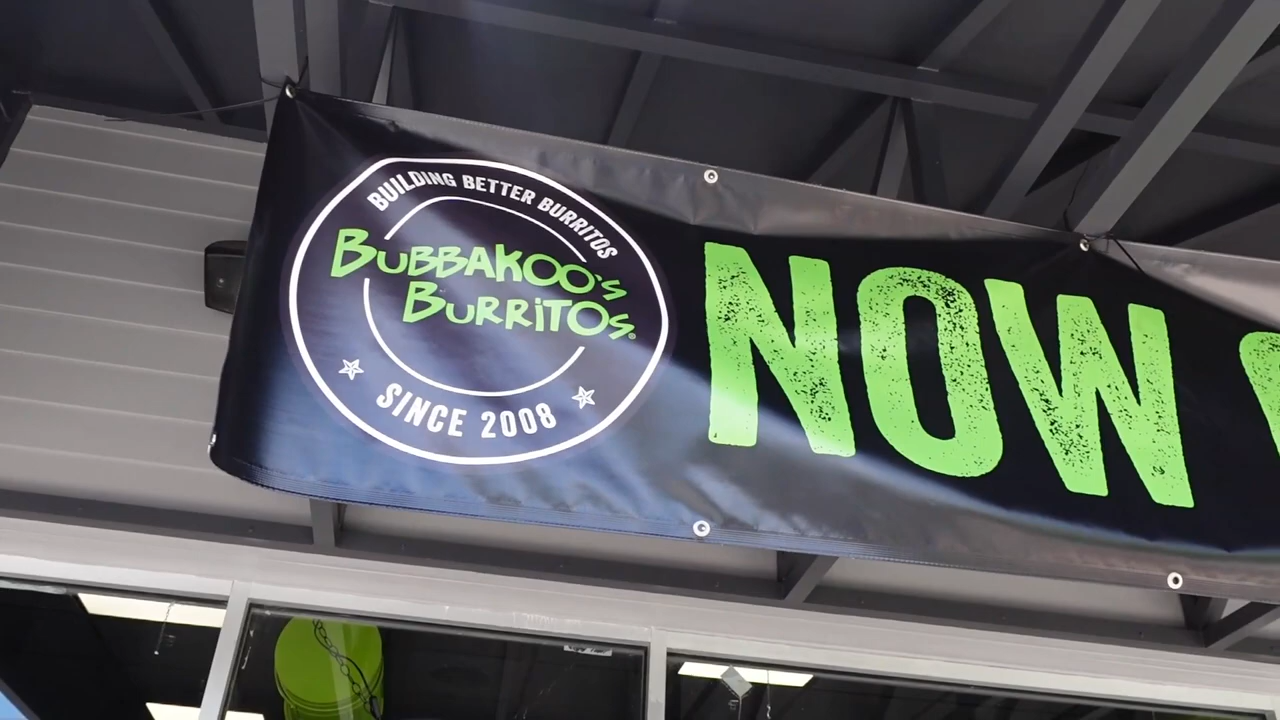 BUILDING BETTER BURRITOS
BUBBAKOO'S
BURRITOS®
SINCE 2008
NOW